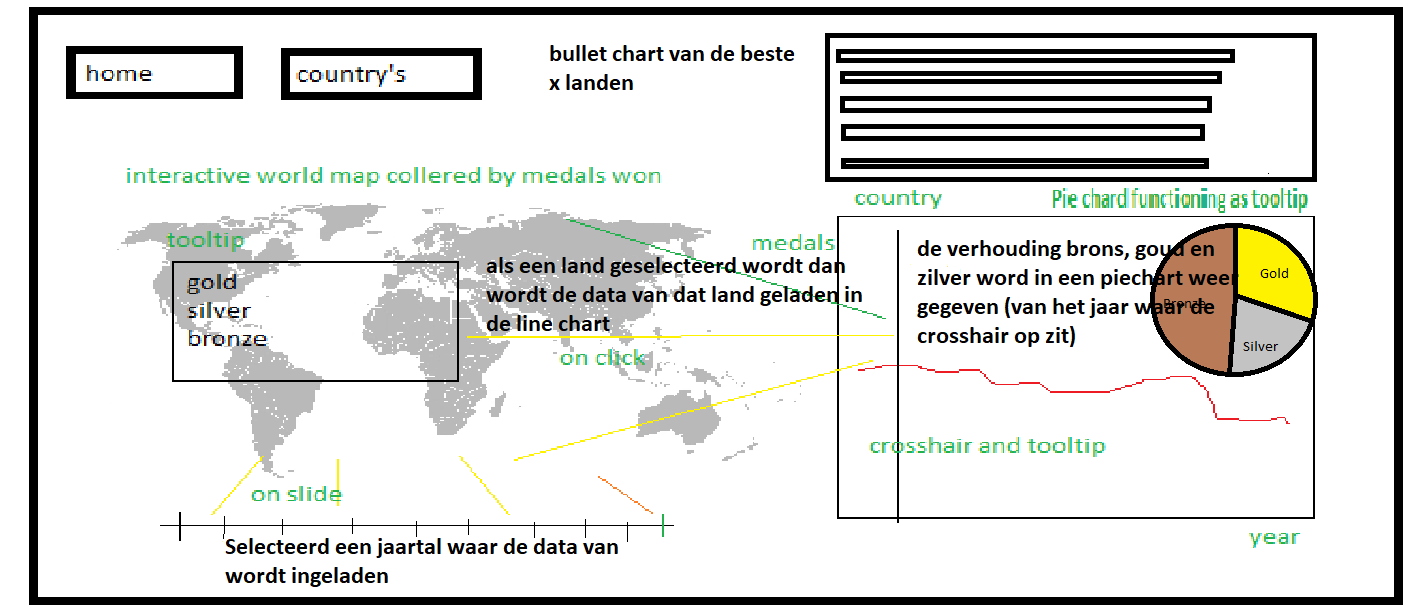 home
country's
bullet chart van de beste
x landen
interactive world map collered by medals won
country
Pie chard functioning as tooltip
tooltip
gold
silver
bronze
als een land geselecteerd wordt dan
wordt de data van dat land geladen in
de line chart
on click
medals
de verhouding brons, goud en
zilver word in een piechart weer
gegeven (van het jaar waar de
crosshair op zit)
Gold
Bronze
Silver
crosshair and tooltip
year
on slide
Selecteerd een jaartal waar de data van
wordt ingeladen